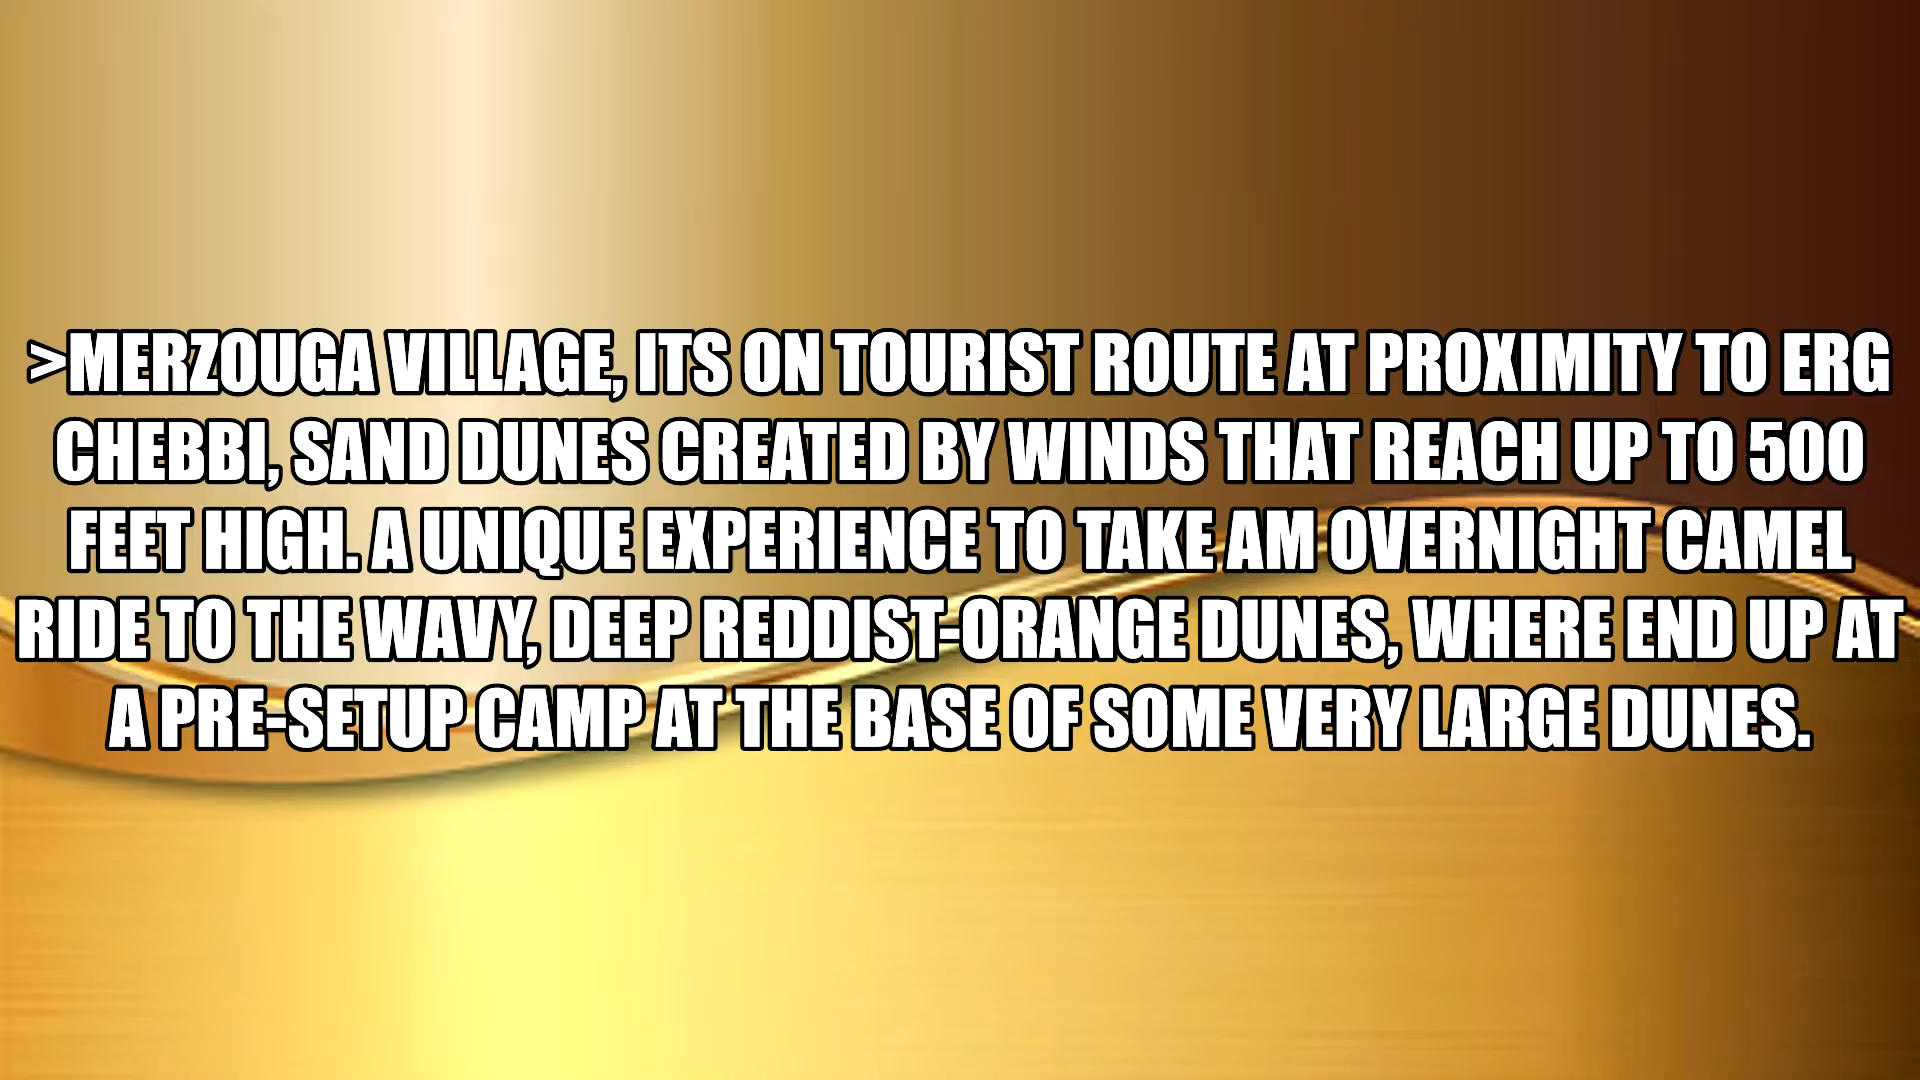 >MERZOUGA VILLAGE, ITS ON TOURIST ROUTE AT PROXIMITY TO ERG
CHEBBI, SAND DUNES CREATED BY WINDS THAT REACH UP TO 500
FEET HIGH. A UNIQUE EXPERIENCE TO TAKE AM OVERNIGHT CAMEL
RIDE TO THE WAVY, DEEP REDDIST-ORANGE DUNES, WHERE END UP AT
A PRE-SETUP CAMP AT THE BASE OF SOME VERY LARGE DUNES.